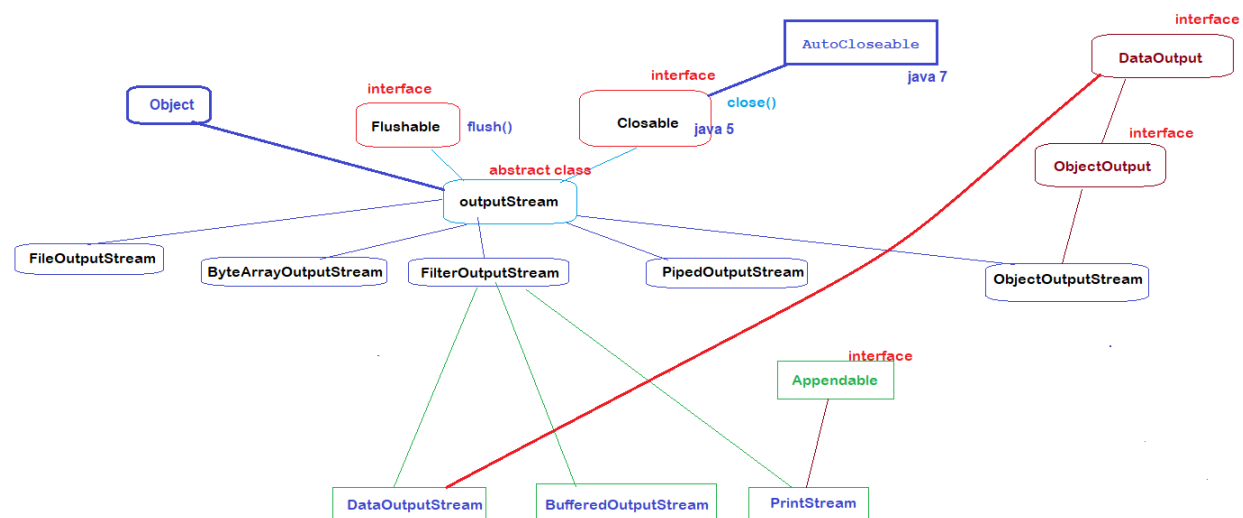 interface
AutoCloseable
DataOutput
interface
java 7
Object
interface
close()
Flushable
flush()
Closable
java 5
interface
ObjectOutput
abstract class
outputStream
FileOutputStream
ByteArrayOutputStream
FilterOutputStream
PipedOutputStream
ObjectOutputStream
interface
Appendable
DataOutputStream
BufferedOutputStream
PrintStream